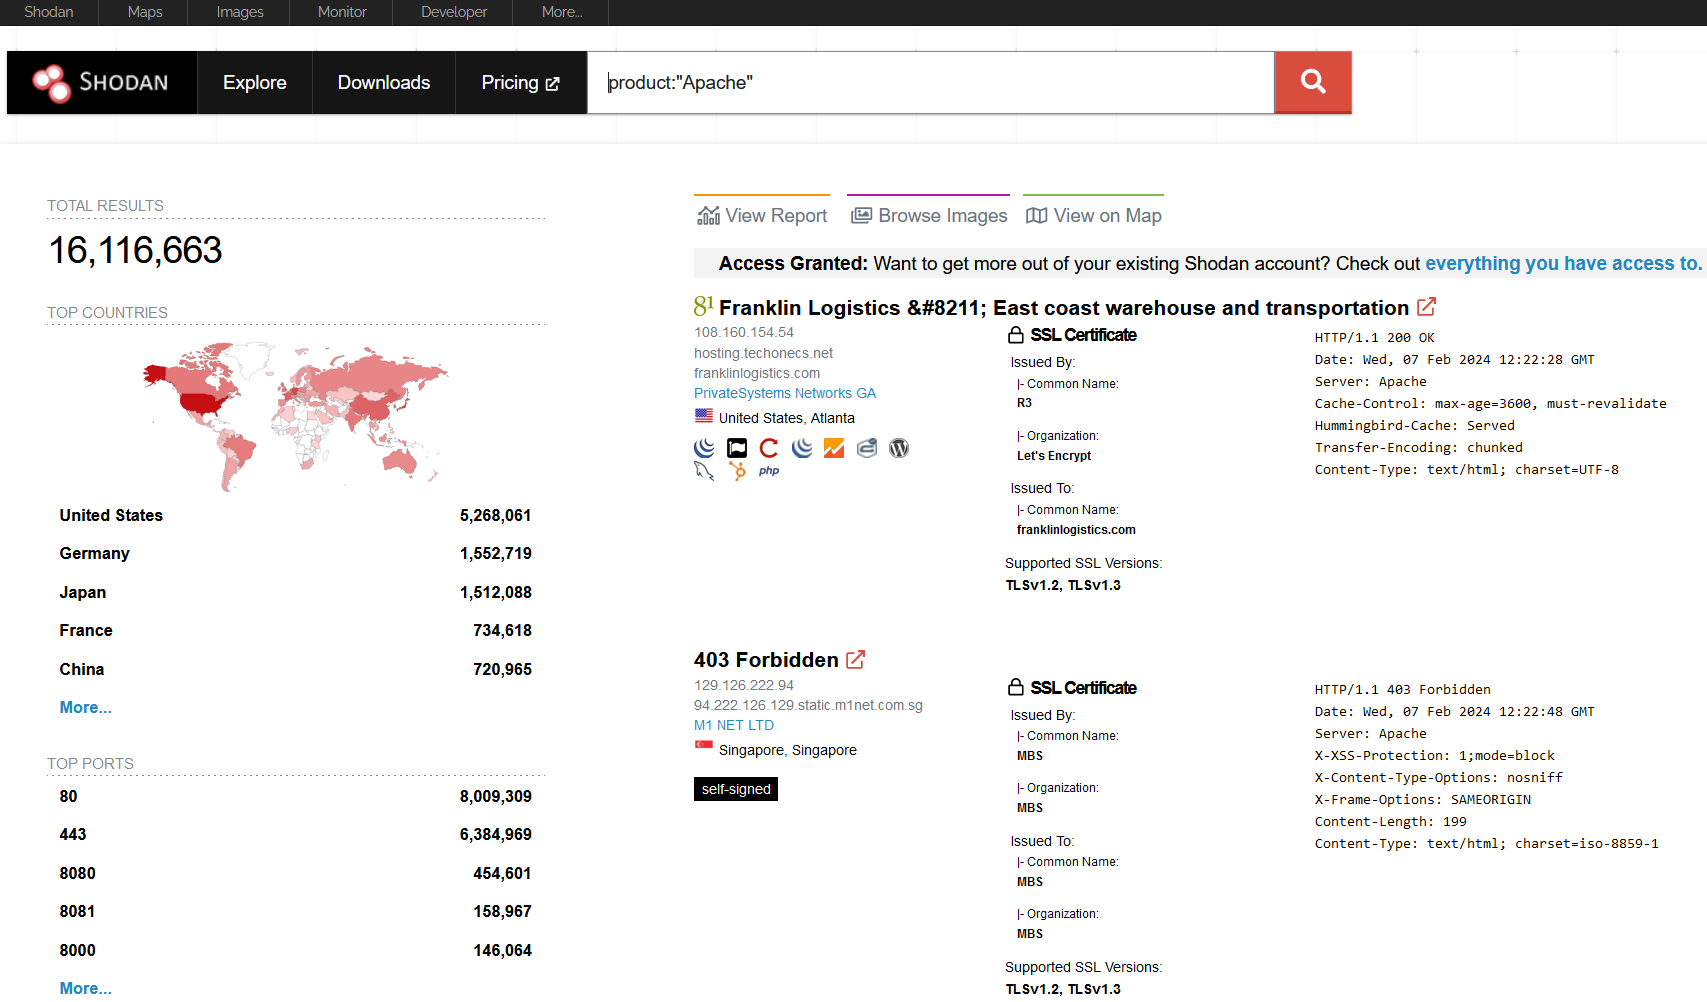 Shodan Maps Images Monitor Developer More...
SHODAN Explore Downloads Pricing product:"Apache"
TOTAL RESULTS
16,116,663
TOP COUNTRIES
United States 5,268,061
Germany 1,552,719
Japan 1,512,088
France 734,618
China 720,965
More...
TOP PORTS
80 8,009,309
443 6,384,969
8080 454,601
8081 158,967
8000 146,064
More...
View Report Browse Images View on Map
Access Granted: Want to get more out of your existing Shodan account? Check out everything you have access to.
81 Franklin Logistics &#8211; East coast warehouse and transportation
108.160.154.54
hosting.techonecs.net
franklinlogistics.com
PrivateSystems Networks GA
United States, Atlanta
php
SSL Certificate
Issued By:
|- Common Name:
R3
|- Organization:
Let's Encrypt
Issued To:
|- Common Name:
franklinlogistics.com
Supported SSL Versions:
TLSv1.2, TLSv1.3
HTTP/1.1 200 OK
Date: Wed, 07 Feb 2024 12:22:28 GMT
Server: Apache
Cache-Control: max-age=3600, must-revalidate
Hummingbird-Cache: Served
Transfer-Encoding: chunked
Content-Type: text/html; charset=UTF-8
403 Forbidden
129.126.222.94
94.222.126.129.static.m1net.com.sg
M1 NET LTD
Singapore, Singapore
self-signed
SSL Certificate
Issued By:
|- Common Name:
MBS
|- Organization:
MBS
Issued To:
|- Common Name:
MBS
|- Organization:
MBS
Supported SSL Versions:
TLSv1.2, TLSv1.3
HTTP/1.1 403 Forbidden
Date: Wed, 07 Feb 2024 12:22:48 GMT
Server: Apache
X-XSS-Protection: 1;mode=block
X-Content-Type-Options: nosniff
X-Frame-Options: SAMEORIGIN
Content-Length: 199
Content-Type: text/html; charset=iso-8859-1